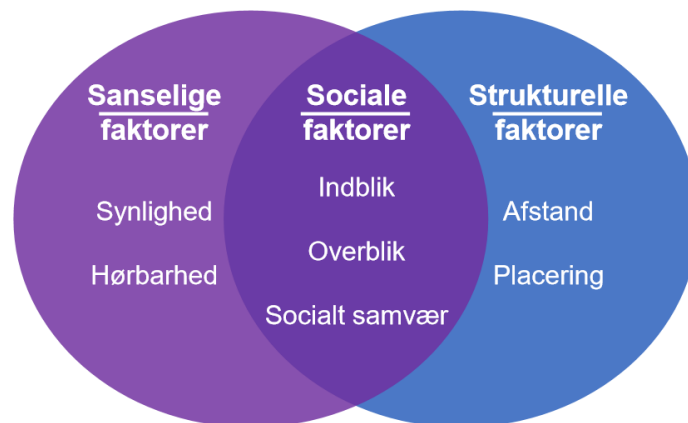 Sanselige
faktorer
Synlighed
Hørbarhed
Sociale
faktorer
Indblik
Overblik
Socialt samvær
Strukturelle
faktorer
Afstand
Placering